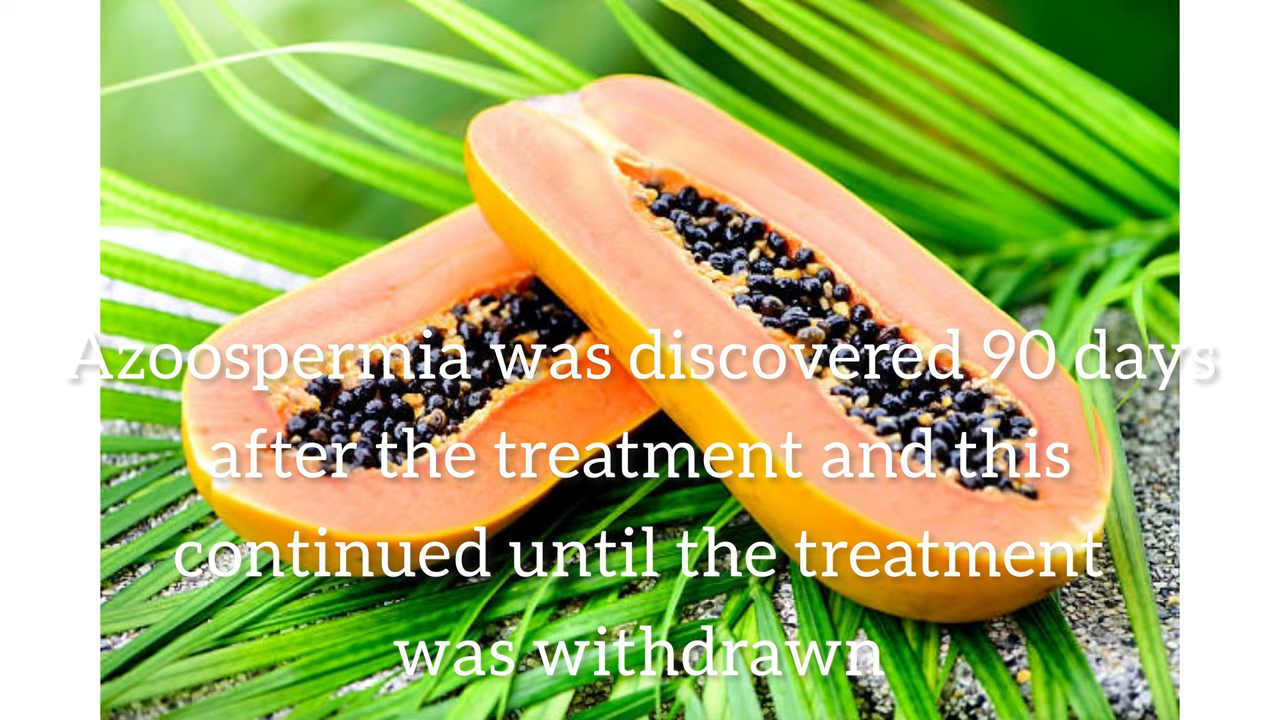 Azoospermia was discovered 90 days
after the treatment and this
continued until the treatment
was withdrawn